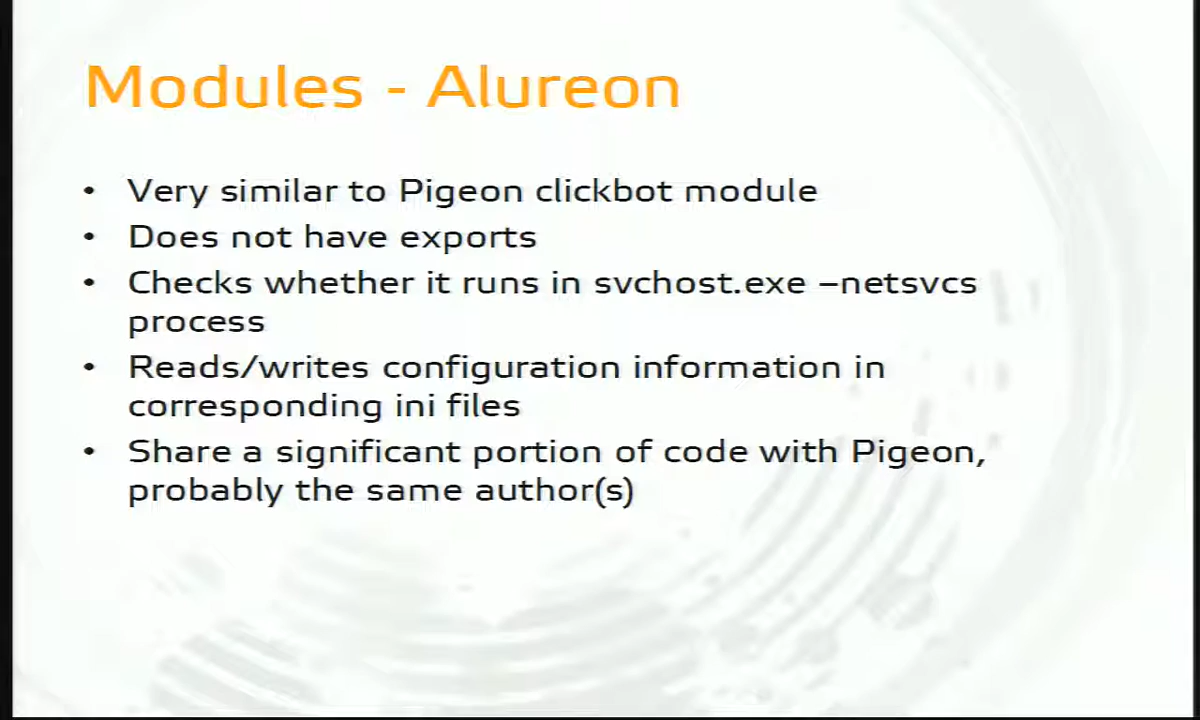 Modules - Alureon
• Very similar to Pigeon clickbot module
• Does not have exports
• Checks whether it runs in svchost.exe –netsvcs
process
• Reads/writes configuration information in
corresponding ini files
• Share a significant portion of code with Pigeon,
probably the same author(s)